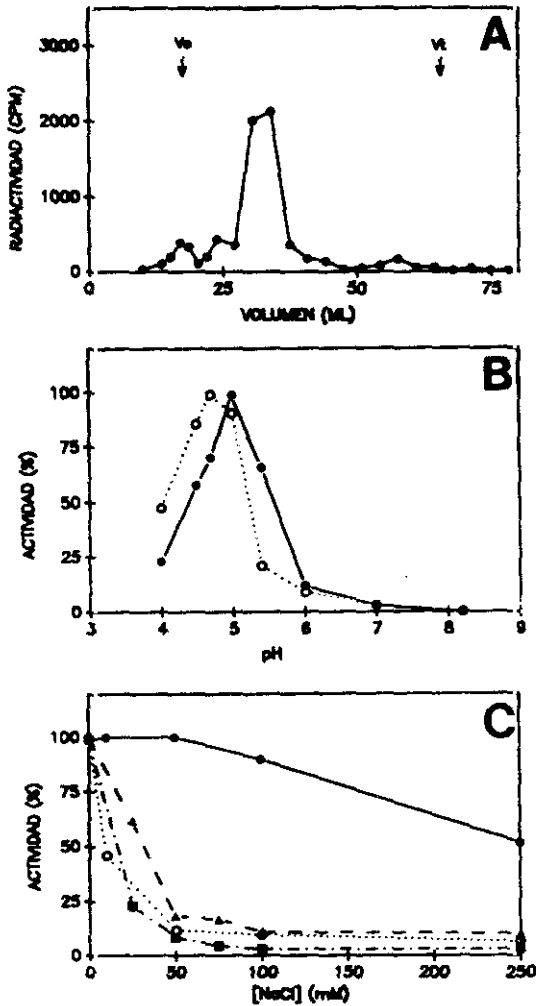 A
Vo
Vt
3000
2000
1000
0
RADIACTIVIDAD (CPM)
0 25 50 75
VOLUMEN (ML)
B
100
75
50
25
0
ACTIVIDAD (%)
3 4 5 6 7 8 9
pH
C
100
75
50
25
0
ACTIVIDAD (%)
0 50 100 150 200 250
[NaCl] (mM)